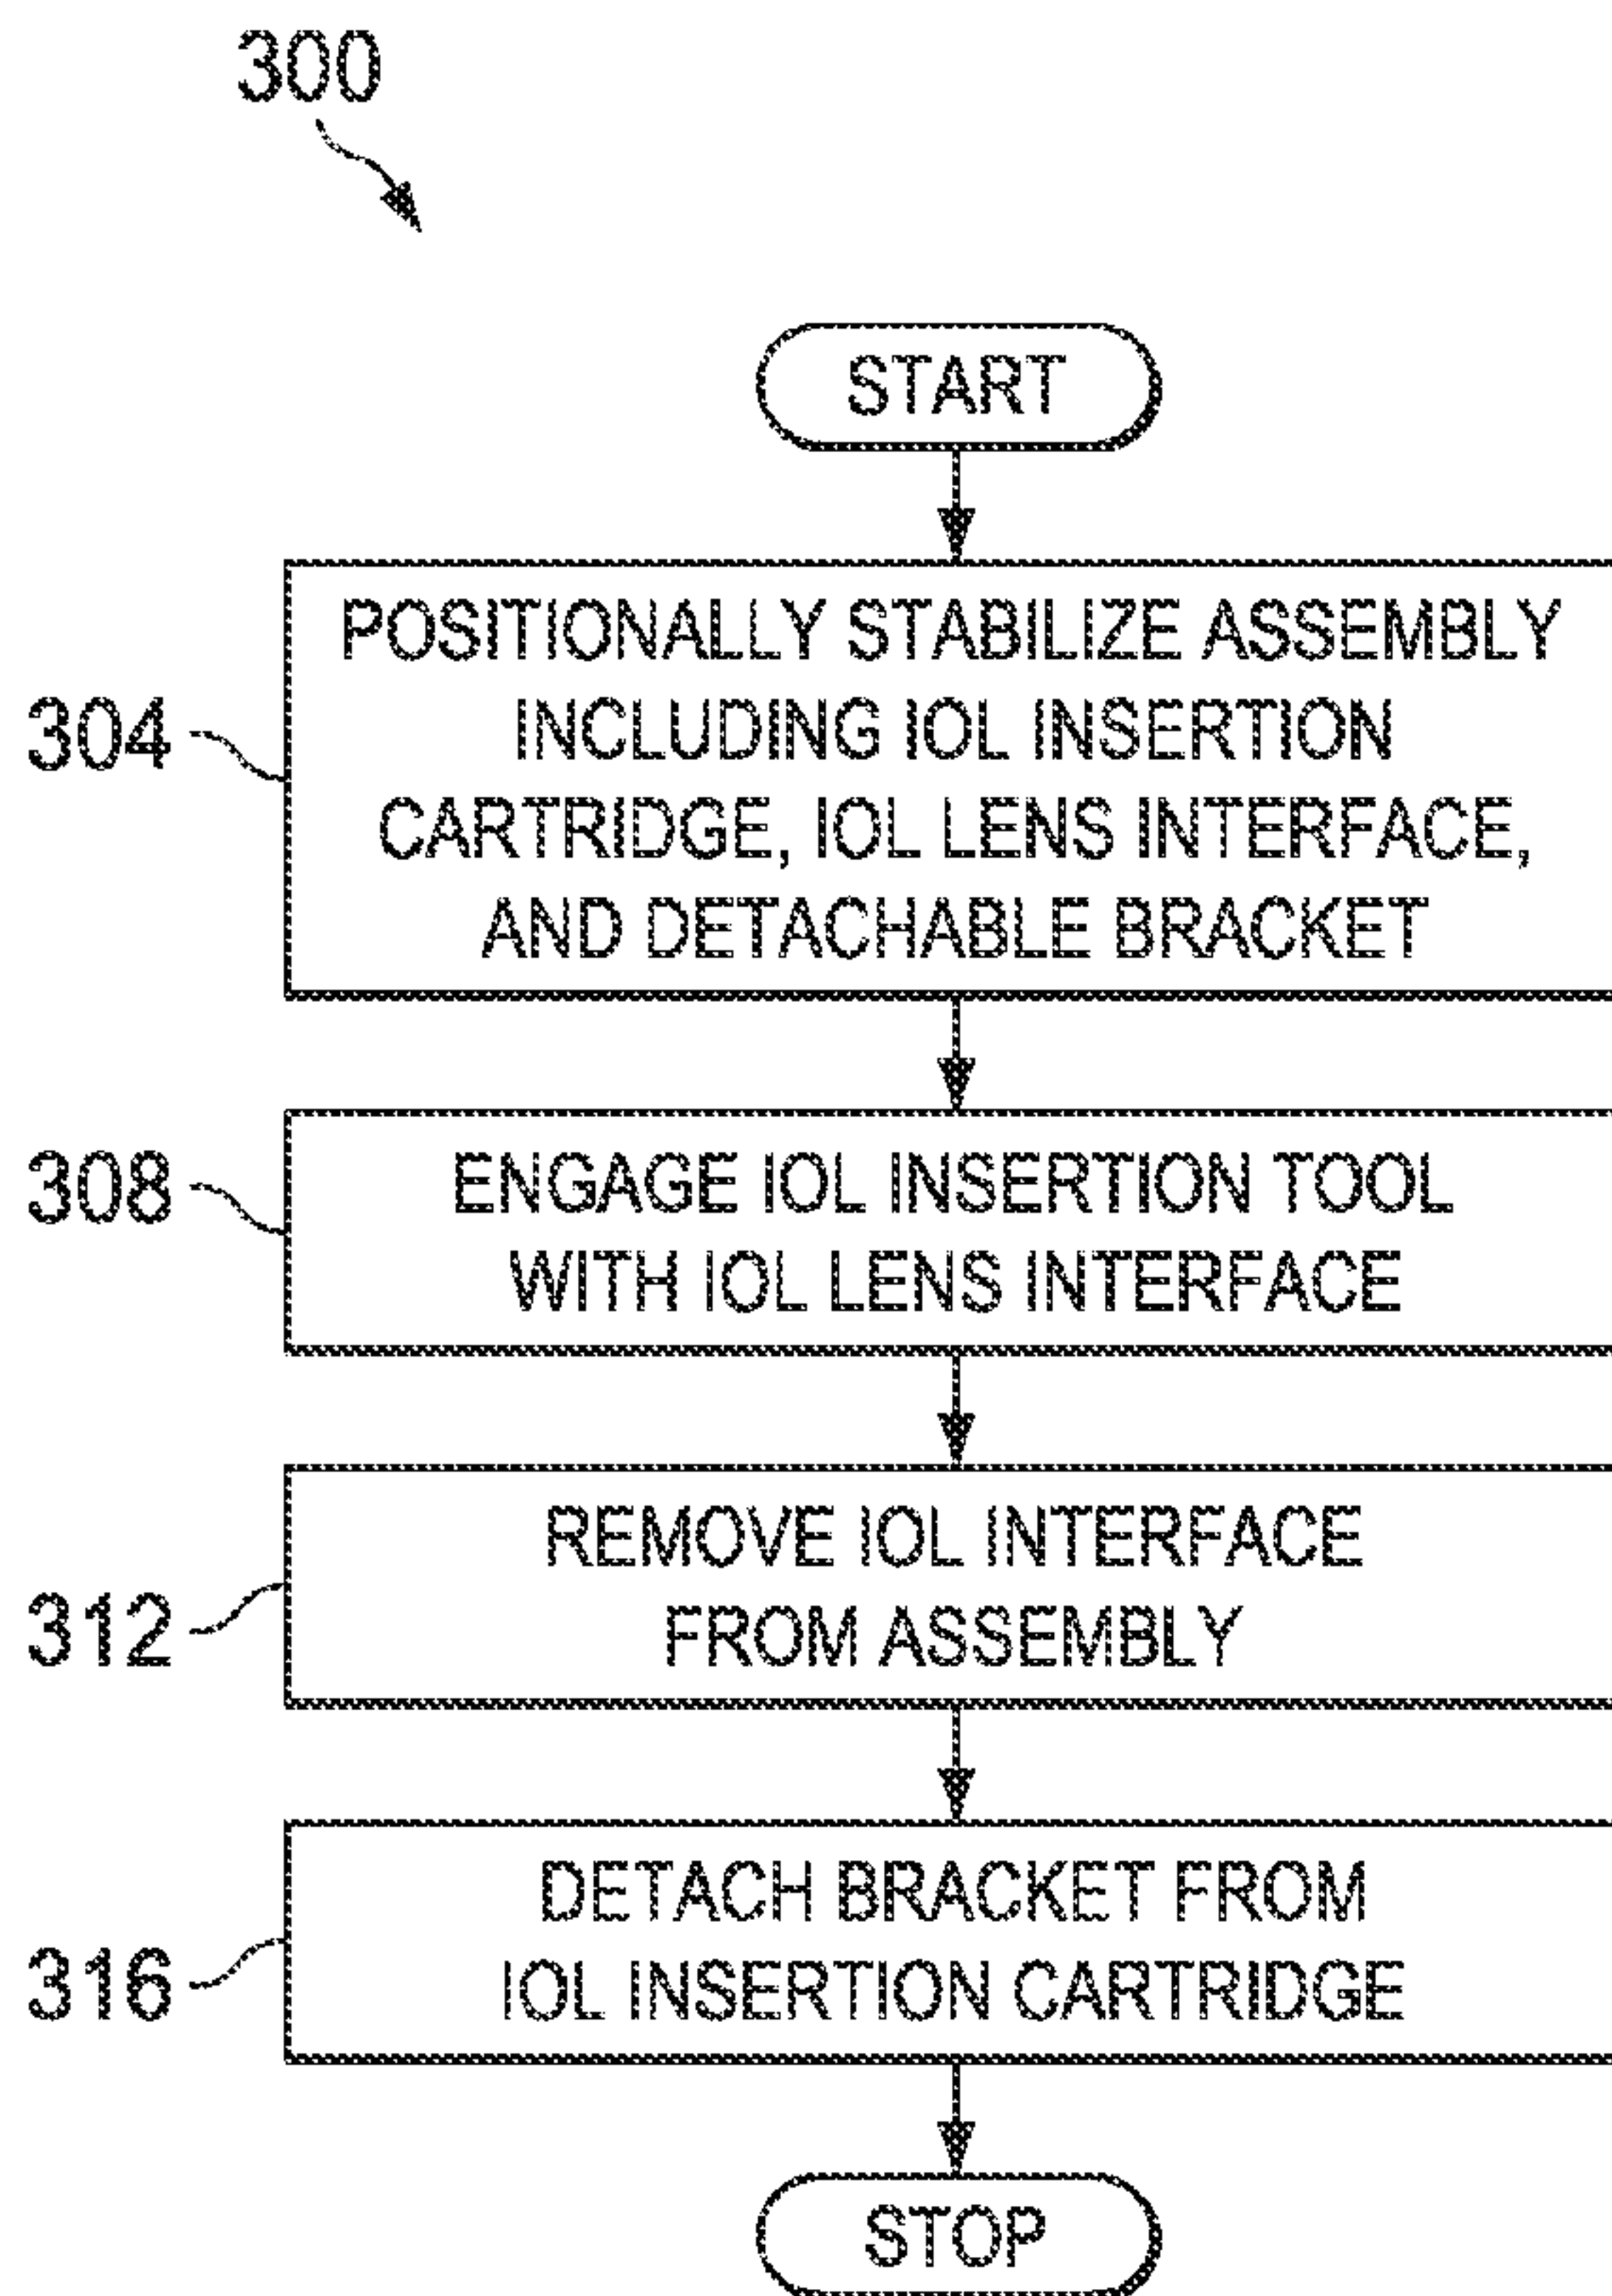 300
START
304
POSITIONALLY STABILIZE ASSEMBLY
INCLUDING IOL INSERTION
CARTRIDGE, IOL LENS INTERFACE,
AND DETACHABLE BRACKET
308
ENGAGE IOL INSERTION TOOL
WITH IOL LENS INTERFACE
312
REMOVE IOL INTERFACE
FROM ASSEMBLY
316
DETACH BRACKET FROM
IOL INSERTION CARTRIDGE
STOP